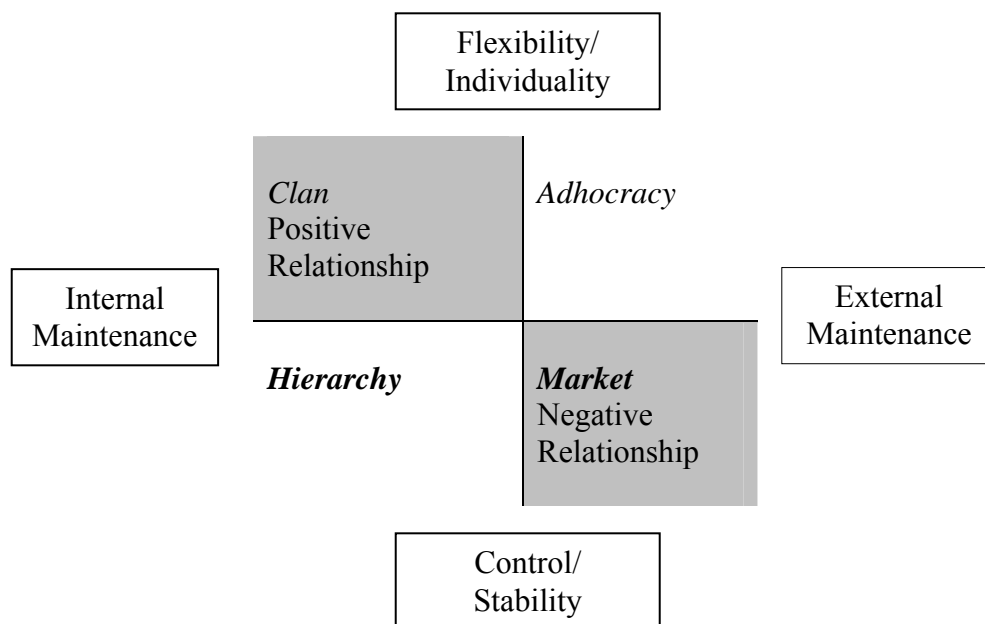 Flexibility/
Individuality
Clan
Positive
Relationship
Adhocracy
Internal
Maintenance
External
Maintenance
Hierarchy
Market
Negative
Relationship
Control/
Stability